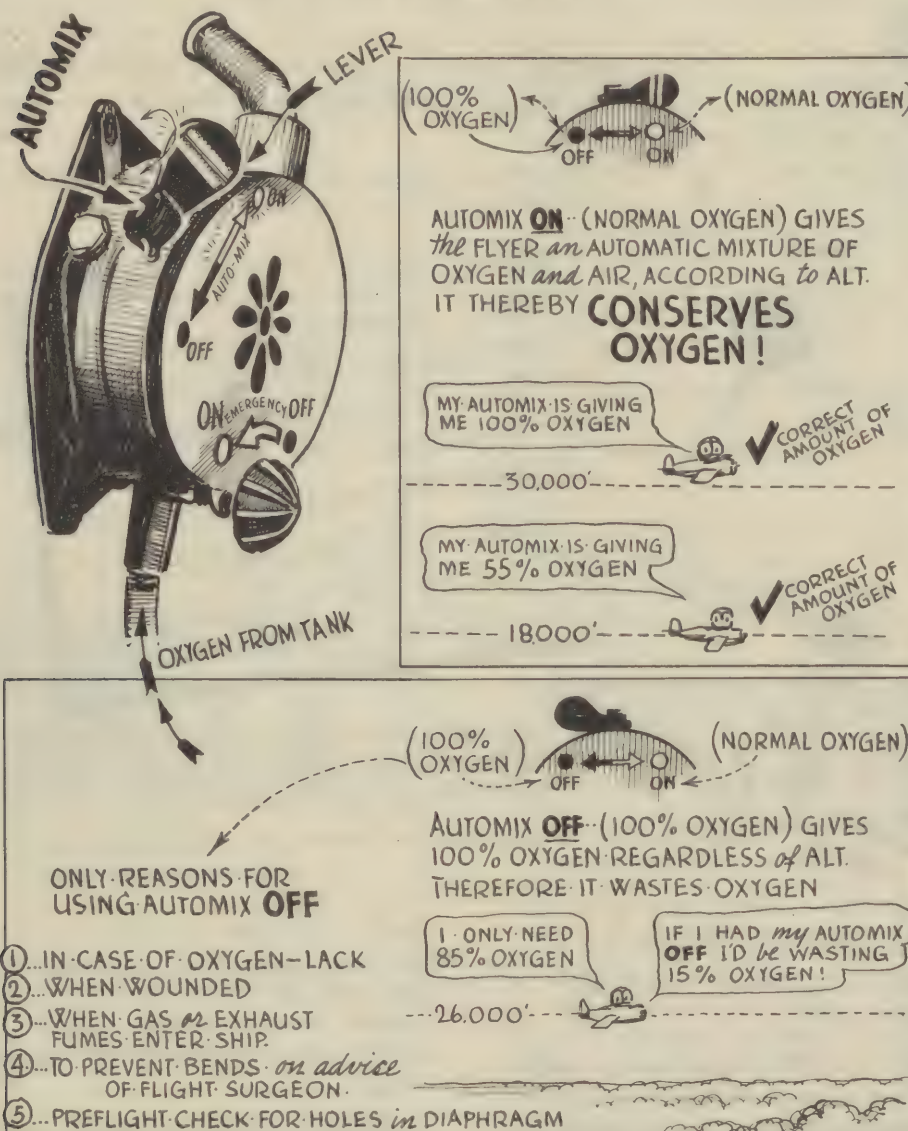 AUTOMIX
LEVER
ON
AUTO-MIX
OFF
ON EMERGENCY OFF
OXYGEN FROM TANK
(100% OXYGEN)
(NORMAL OXYGEN)
OFF
ON
AUTOMIX ON--(NORMAL OXYGEN) GIVES
the FLYER an AUTOMATIC MIXTURE OF
OXYGEN and AIR, ACCORDING to ALT.
IT THEREBY CONSERVES
OXYGEN!
MY AUTOMIX IS GIVING
ME 100% OXYGEN
CORRECT
AMOUNT OF
OXYGEN
30,000'
MY AUTOMIX IS GIVING
ME 55% OXYGEN
CORRECT
AMOUNT OF
OXYGEN
18,000'
(100%
OXYGEN)
(NORMAL OXYGEN)
OFF
ON
AUTOMIX OFF--(100% OXYGEN) GIVES
100% OXYGEN REGARDLESS of ALT.
THEREFORE IT WASTES OXYGEN
I ONLY NEED
85% OXYGEN
IF I HAD my AUTOMIX
OFF I'D be WASTING
15% OXYGEN!
26,000'
ONLY REASONS FOR
USING AUTOMIX OFF
1...IN CASE OF OXYGEN-LACK
2...WHEN WOUNDED
3...WHEN GAS or EXHAUST
FUMES ENTER SHIP.
4...TO PREVENT BENDS on advice
OF FLIGHT SURGEON.
5...PREFLIGHT CHECK FOR HOLES in DIAPHRAGM